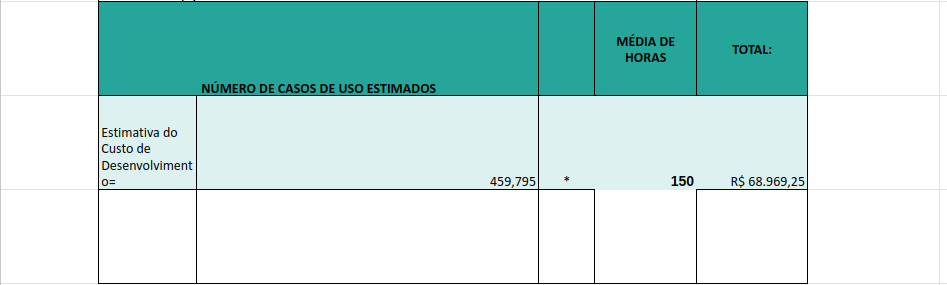 MÉDIA DE
HORAS
TOTAL:
NÚMERO DE CASOS DE USO ESTIMADOS
Estimativa do
Custo de
Desenvolviment
o=
459,795
*
150
R$ 68.969,25